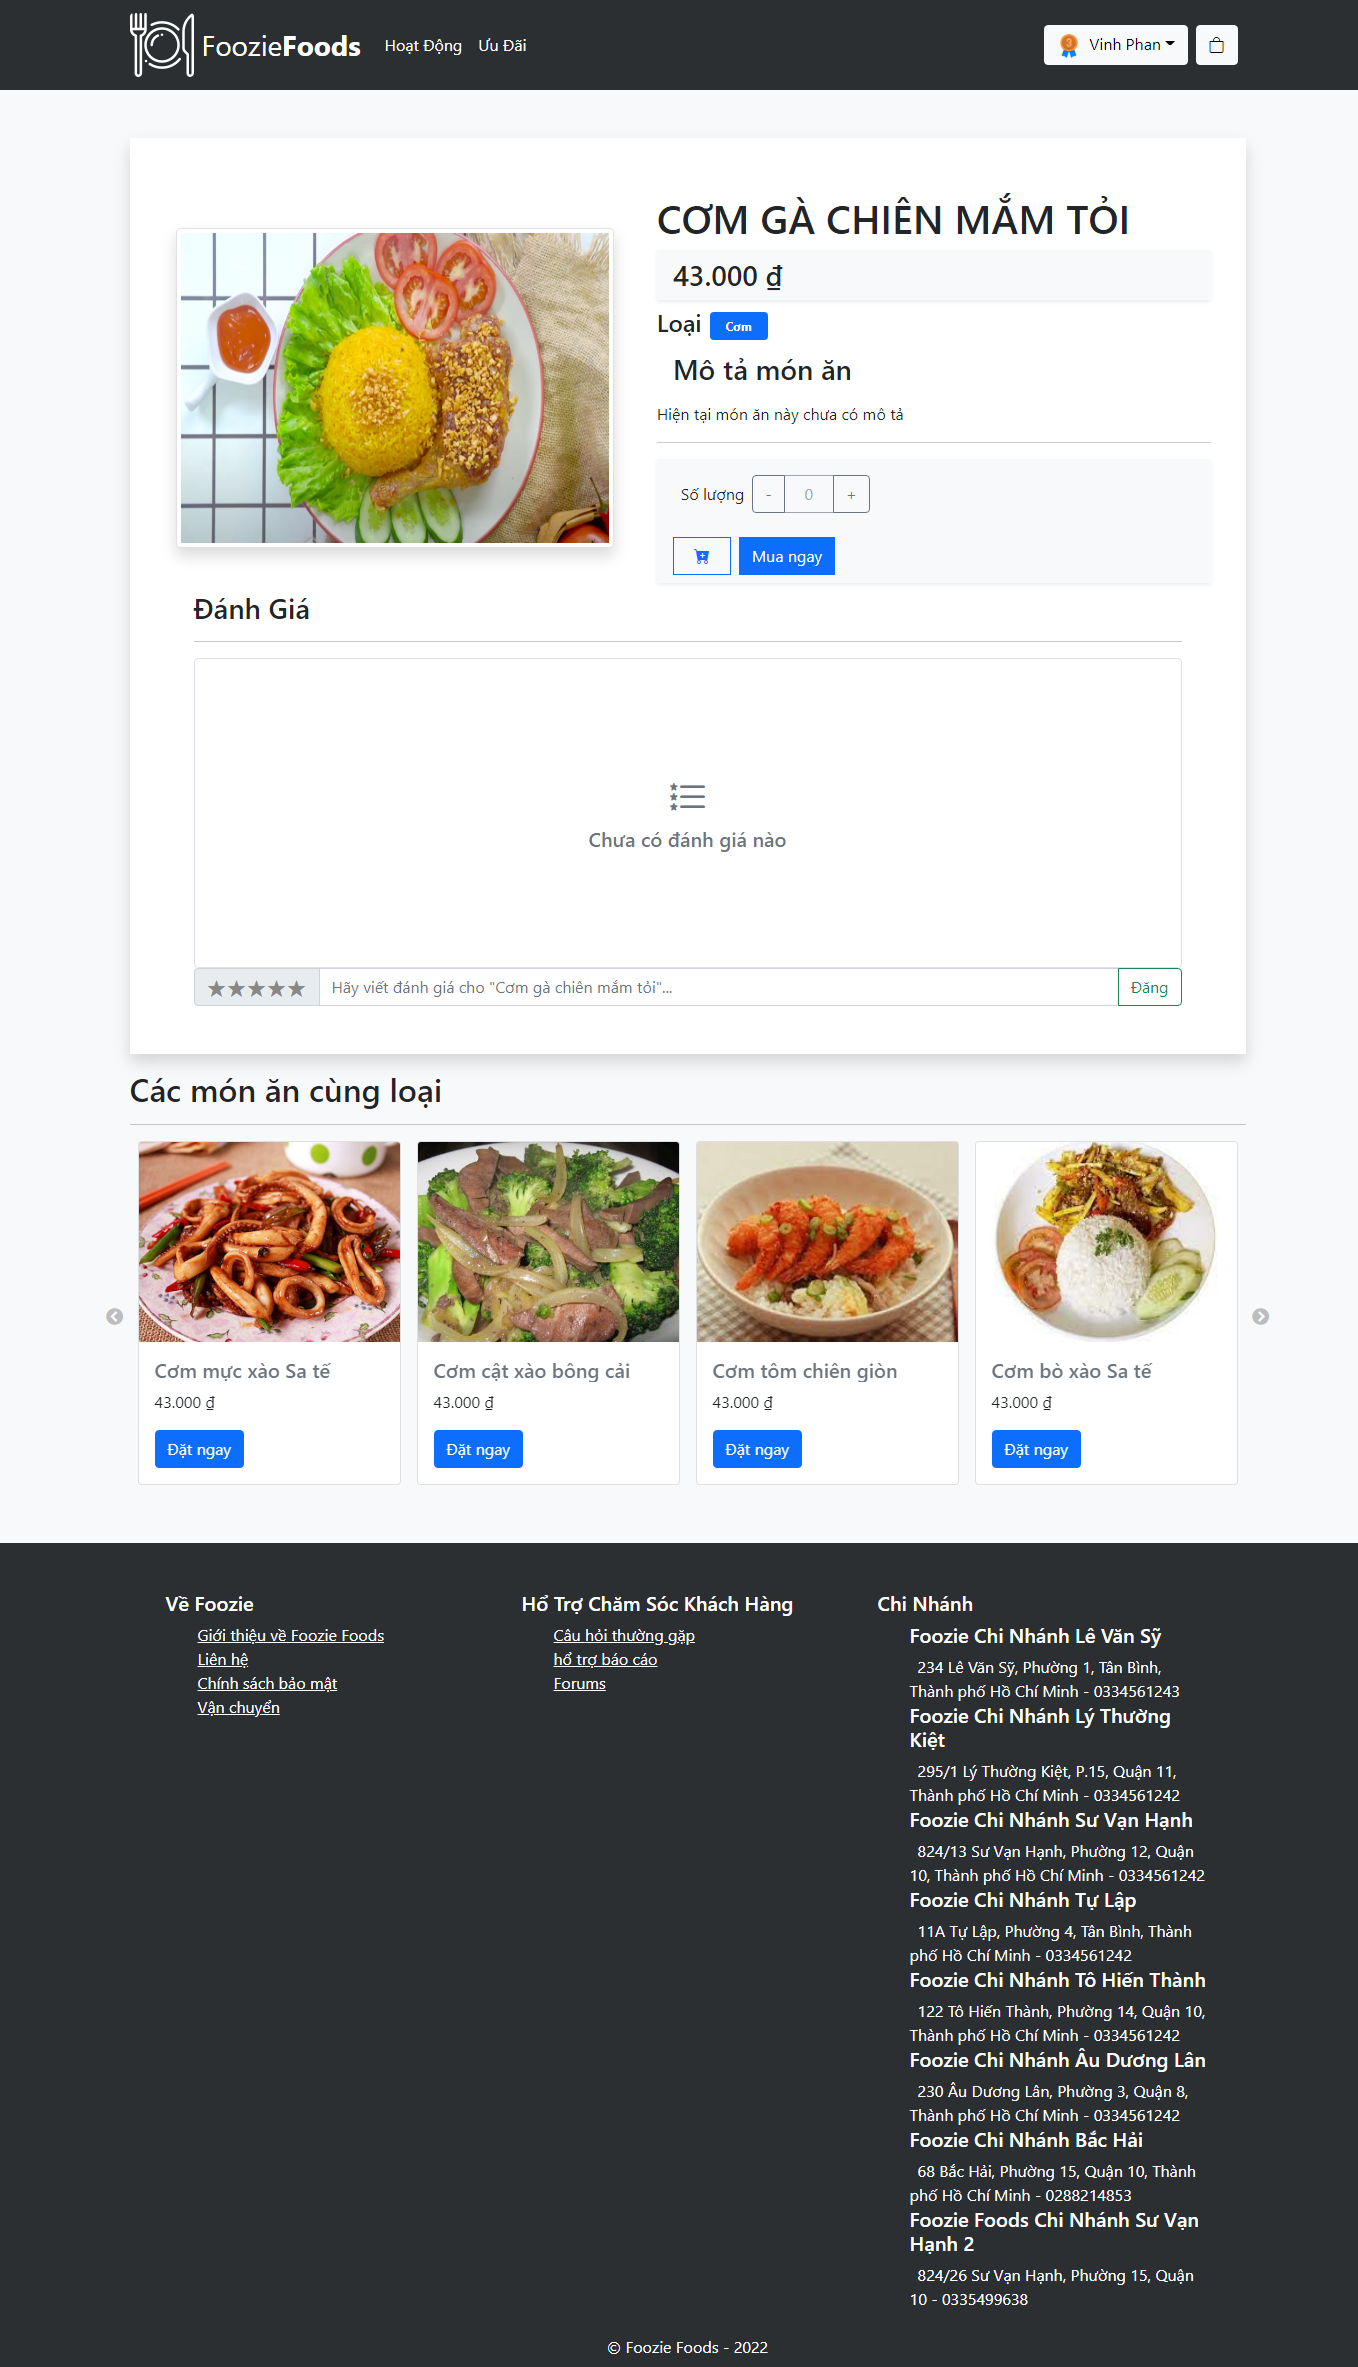 FoozieFoods
Hoạt Động
Ưu Đãi
3
Vinh Phan
CƠM GÀ CHIÊN MẮM TỎI
43.000 ₫
Loại
Cơm
Mô tả món ăn
Hiện tại món ăn này chưa có mô tả
Số lượng - 0 +
Mua ngay
Đánh Giá
Chưa có đánh giá nào
Hãy viết đánh giá cho "Cơm gà chiên mắm tỏi"...
Đăng
Các món ăn cùng loại
Cơm mực xào Sa tế
43.000 ₫
Đặt ngay
Cơm cật xào bông cải
43.000 ₫
Đặt ngay
Cơm tôm chiên giòn
43.000 ₫
Đặt ngay
Cơm bò xào Sa tế
43.000 ₫
Đặt ngay
Về Foozie
Giới thiệu về Foozie Foods
Liên hệ
Chính sách bảo mật
Vận chuyển
Hổ Trợ Chăm Sóc Khách Hàng
Câu hỏi thường gặp
hổ trợ báo cáo
Forums
Chi Nhánh
Foozie Chi Nhánh Lê Văn Sỹ
234 Lê Văn Sỹ, Phường 1, Tân Bình,
Thành phố Hồ Chí Minh - 0334561243
Foozie Chi Nhánh Lý Thường
Kiệt
295/1 Lý Thường Kiệt, P.15, Quận 11,
Thành phố Hồ Chí Minh - 0334561242
Foozie Chi Nhánh Sư Vạn Hạnh
824/13 Sư Vạn Hạnh, Phường 12, Quận
10, Thành phố Hồ Chí Minh - 0334561242
Foozie Chi Nhánh Tự Lập
11A Tự Lập, Phường 4, Tân Bình, Thành
phố Hồ Chí Minh - 0334561242
Foozie Chi Nhánh Tô Hiến Thành
122 Tô Hiến Thành, Phường 14, Quận 10,
Thành phố Hồ Chí Minh - 0334561242
Foozie Chi Nhánh Âu Dương Lân
230 Âu Dương Lân, Phường 3, Quận 8,
Thành phố Hồ Chí Minh - 0334561242
Foozie Chi Nhánh Bắc Hải
68 Bắc Hải, Phường 15, Quận 10, Thành
phố Hồ Chí Minh - 0288214853
Foozie Foods Chi Nhánh Sư Vạn
Hạnh 2
824/26 Sư Vạn Hạnh, Phường 15, Quận
10 - 0335499638
© Foozie Foods - 2022